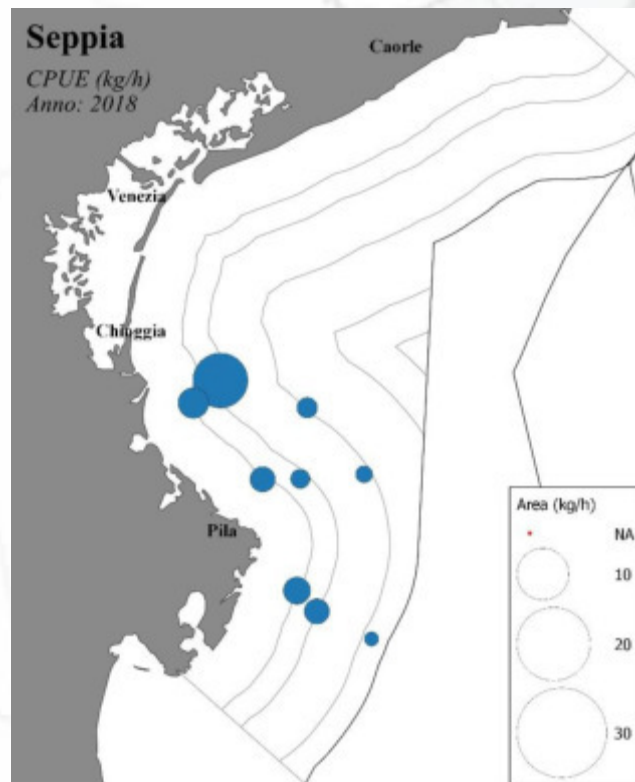 Seppia
CPUE (kg/h)
Anno: 2018
Caorle
Venezia
Chioggia
Pila
Area (kg/h)
NA
10
20
30